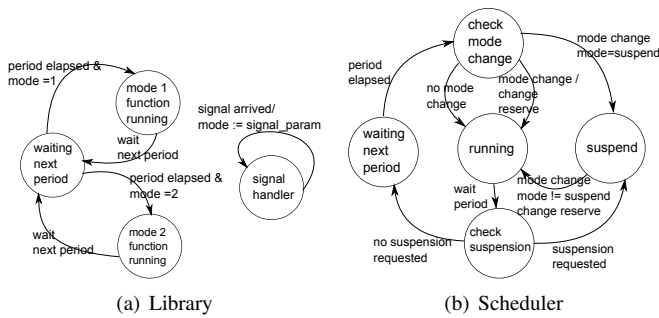 period elapsed &
mode =1
mode 1
function
running
wait
next period
waiting
next
period
period elapsed &
mode =2
wait
next period
mode 2
function
running
signal arrived/
mode := signal_param
signal
handler
(a) Library
check
mode
change
mode change
mode=suspend
period
elapsed
no mode
change
mode change /
change
reserve
waiting
next
period
running
suspend
wait
period
mode change
mode != suspend
change reserve
check
suspension
no suspension
requested
suspension
requested
(b) Scheduler